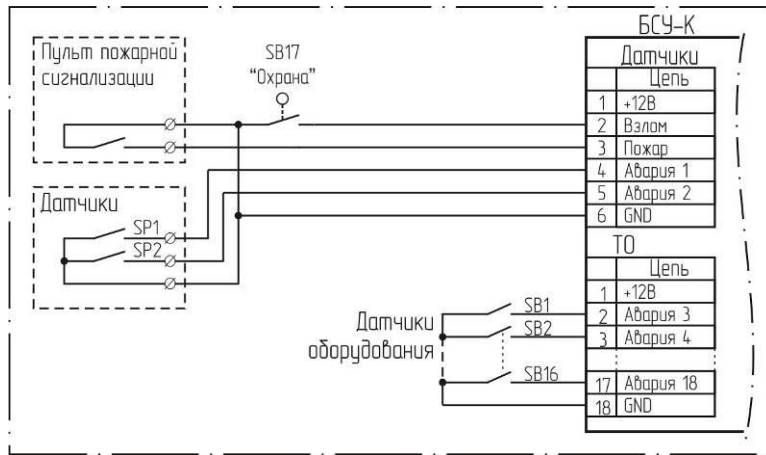 БСУ-К
Пульт пожарной
сигнализации
SB17
"Охрана"
Датчики
Цепь
1 +12В
2 Взлом
3 Пожар
4 Авария 1
5 Авария 2
6 GND
Датчики
SP1
SP2
ТО
Цепь
1 +12В
2 Авария 3
3 Авария 4
17 Авария 18
18 GND
Датчики
оборудования
SB1
SB2
SB16